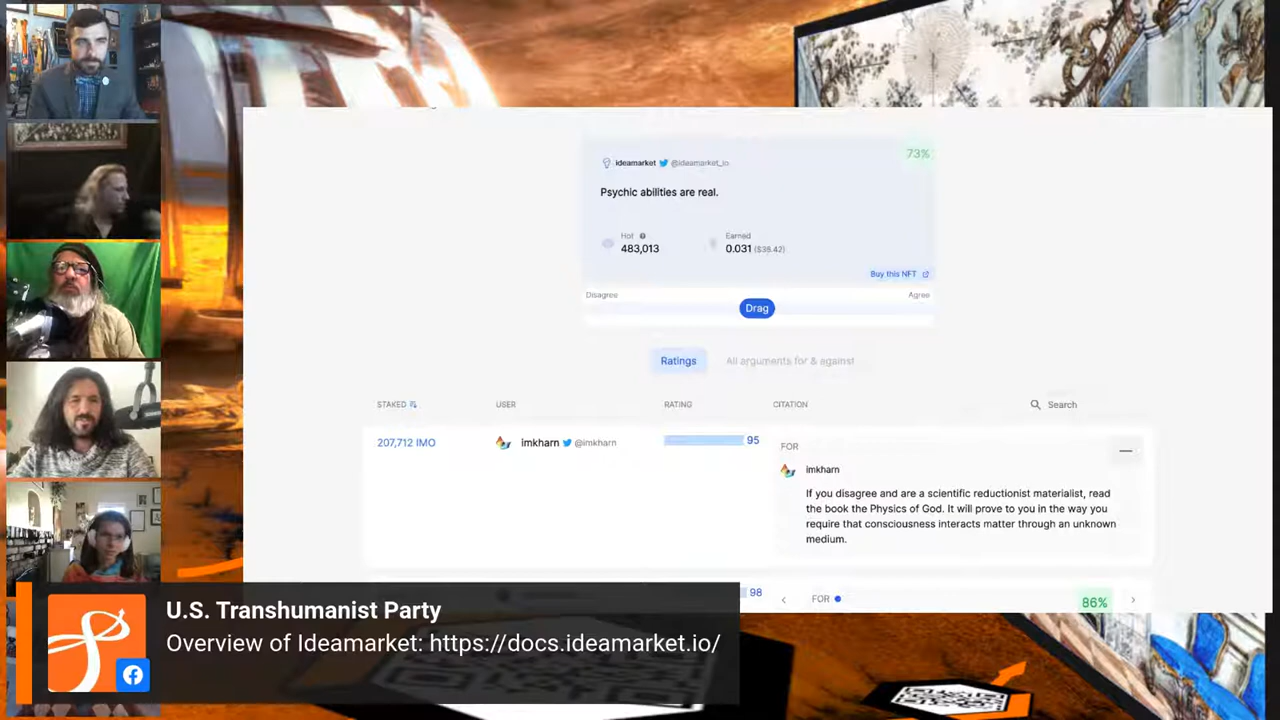 ideamarket @ideamarket_io
73%
Psychic abilities are real.
Hot
483,013
Earned
0.031 ($38.42)
Buy this NFT
Disagree
Agree
Drag
Ratings
All arguments for & against
STAKED
USER
RATING
CITATION
Search
207,712 IMO
imkharn @imkharn
95
FOR
imkharn
If you disagree and are a scientific reductionist materialist, read
the book the Physics of God. It will prove to you in the way you
require that consciousness interacts matter through an unknown
medium.
98
FOR
86%
U.S. Transhumanist Party
Overview of Ideamarket: https://docs.ideamarket.io/